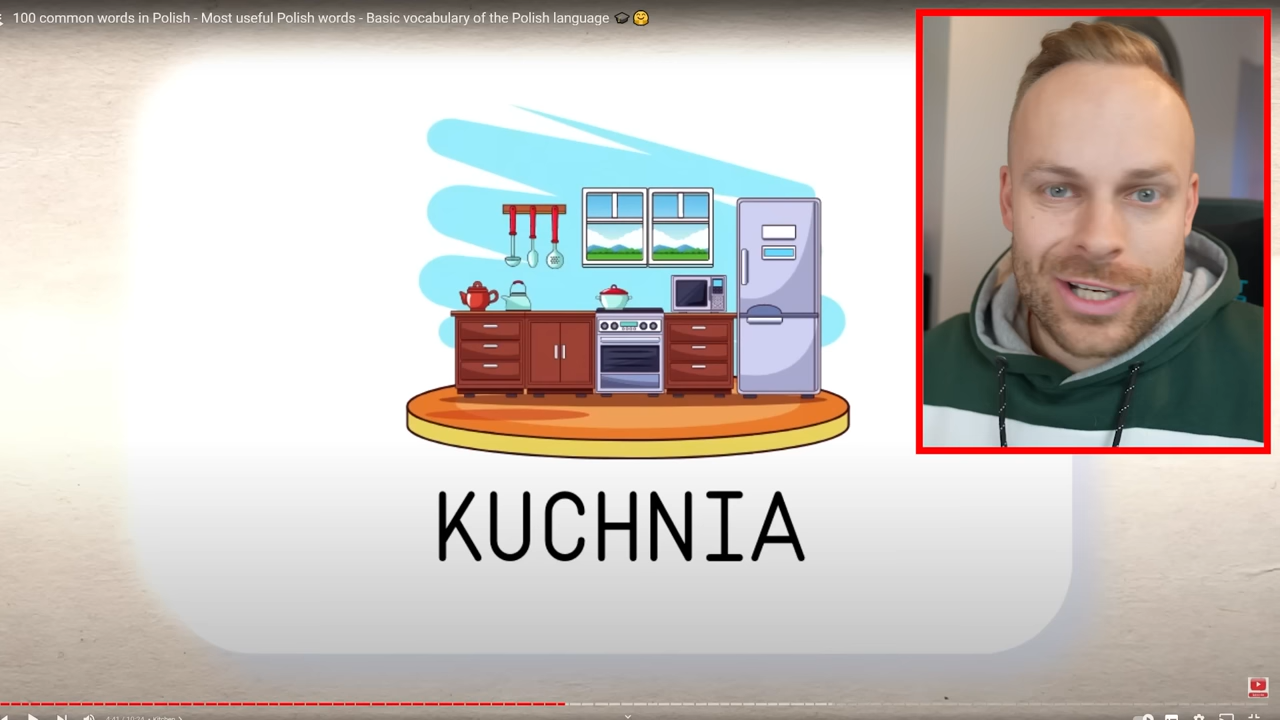 100 common words in Polish - Most useful Polish words - Basic vocabulary of the Polish language 🎓🤗
KUCHNIA